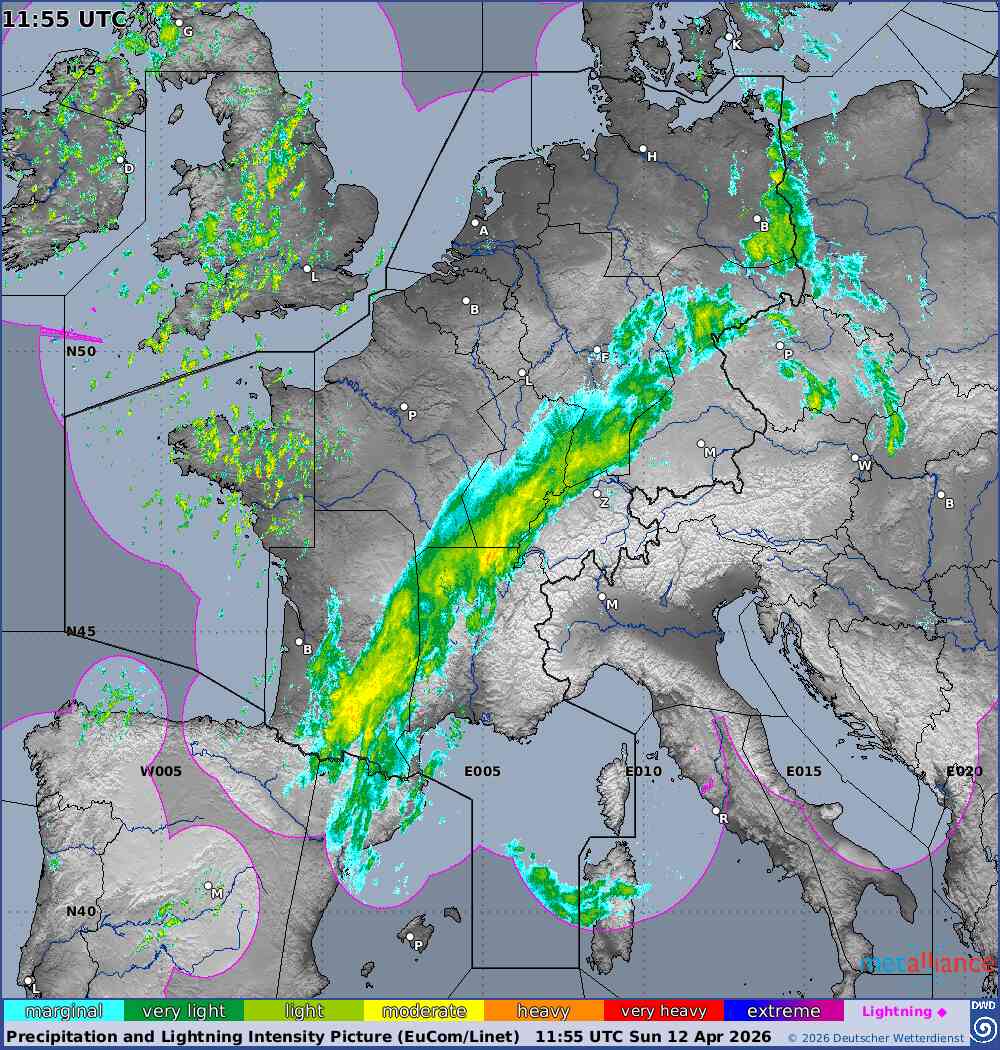 11:55 UTC
G
K
N55
H
D
A
B
L
B
N50
F
P
L
P
M
W
Z
B
M
N45
B
W005
E005
E010
E015
E020
R
M
N40
P
L
metalliance
marginal very light light moderate heavy very heavy extreme Lightning ◆
DWD
Precipitation and Lightning Intensity Picture (EuCom/Linet) 11:55 UTC Sun 12 Apr 2026 © 2026 Deutscher Wetterdienst